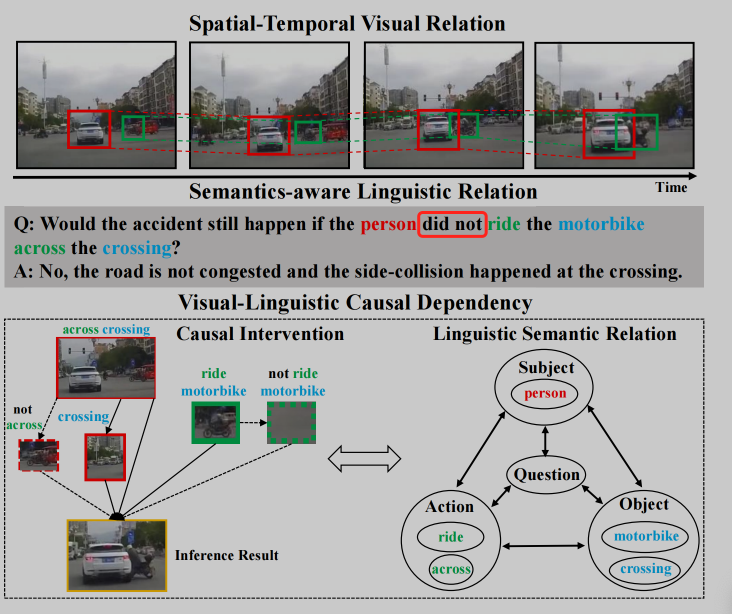 Spatial-Temporal Visual Relation
Time
Semantics-aware Linguistic Relation
Q: Would the accident still happen if the person did not ride the motorbike
across the crossing?
A: No, the road is not congested and the side-collision happened at the crossing.
Visual-Linguistic Causal Dependency
across crossing
Causal Intervention
ride
motorbike
not ride
motorbike
not
across
crossing
Inference Result
Linguistic Semantic Relation
Subject
person
Question
Action
ride
across
Object
motorbike
crossing